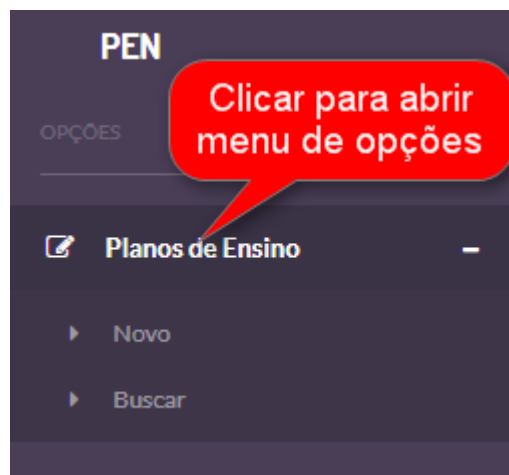 PEN
Clicar para abrir
menu de opções
OPÇÕES
Planos de Ensino
Novo
Buscar